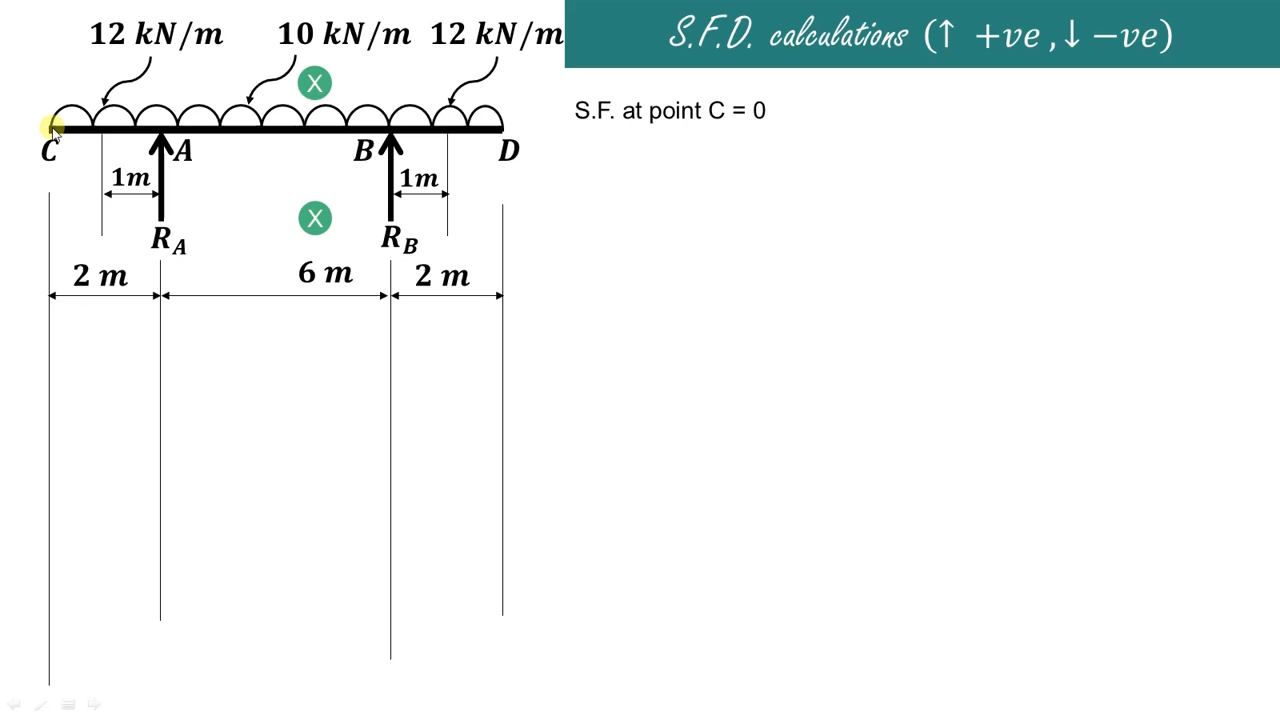 12 kN/m 10 kN/m 12 kN/m
S.F.D. calculations (↑ +ve ,↓ −ve)
X
S.F. at point C = 0
C A B D
1m 1m
X
R_A R_B
2 m 6 m 2 m